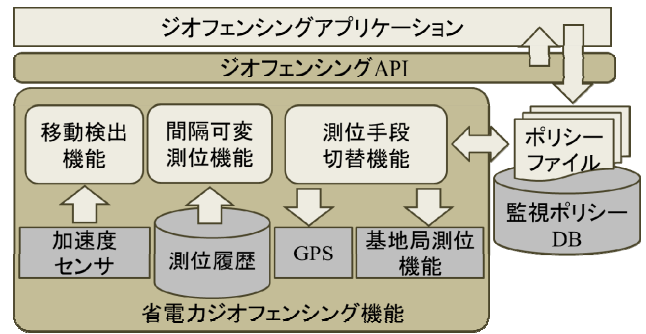 ジオフェンシングアプリケーション
ジオフェンシングAPI
移動検出
機能
間隔可変
測位機能
測位手段
切替機能
ポリシー
ファイル
加速度
センサ
測位履歴
GPS
基地局測位
機能
監視ポリシー
DB
省電力ジオフェンシング機能